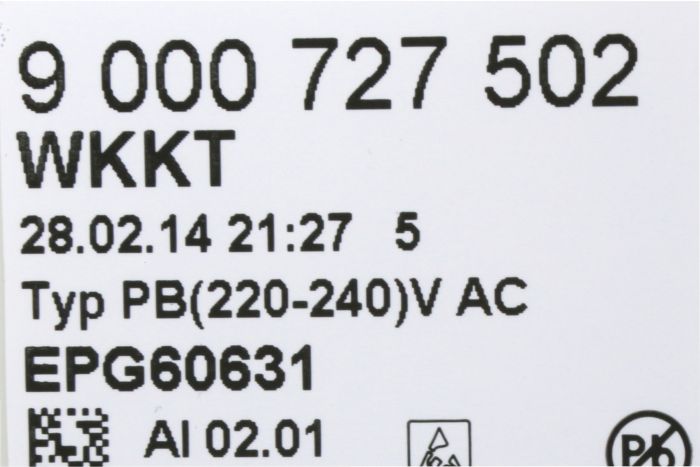 9 000 727 502
WKKT
28.02.14 21:27 5
Typ PB(220-240)V AC
EPG60631
AI 02.01
Pb